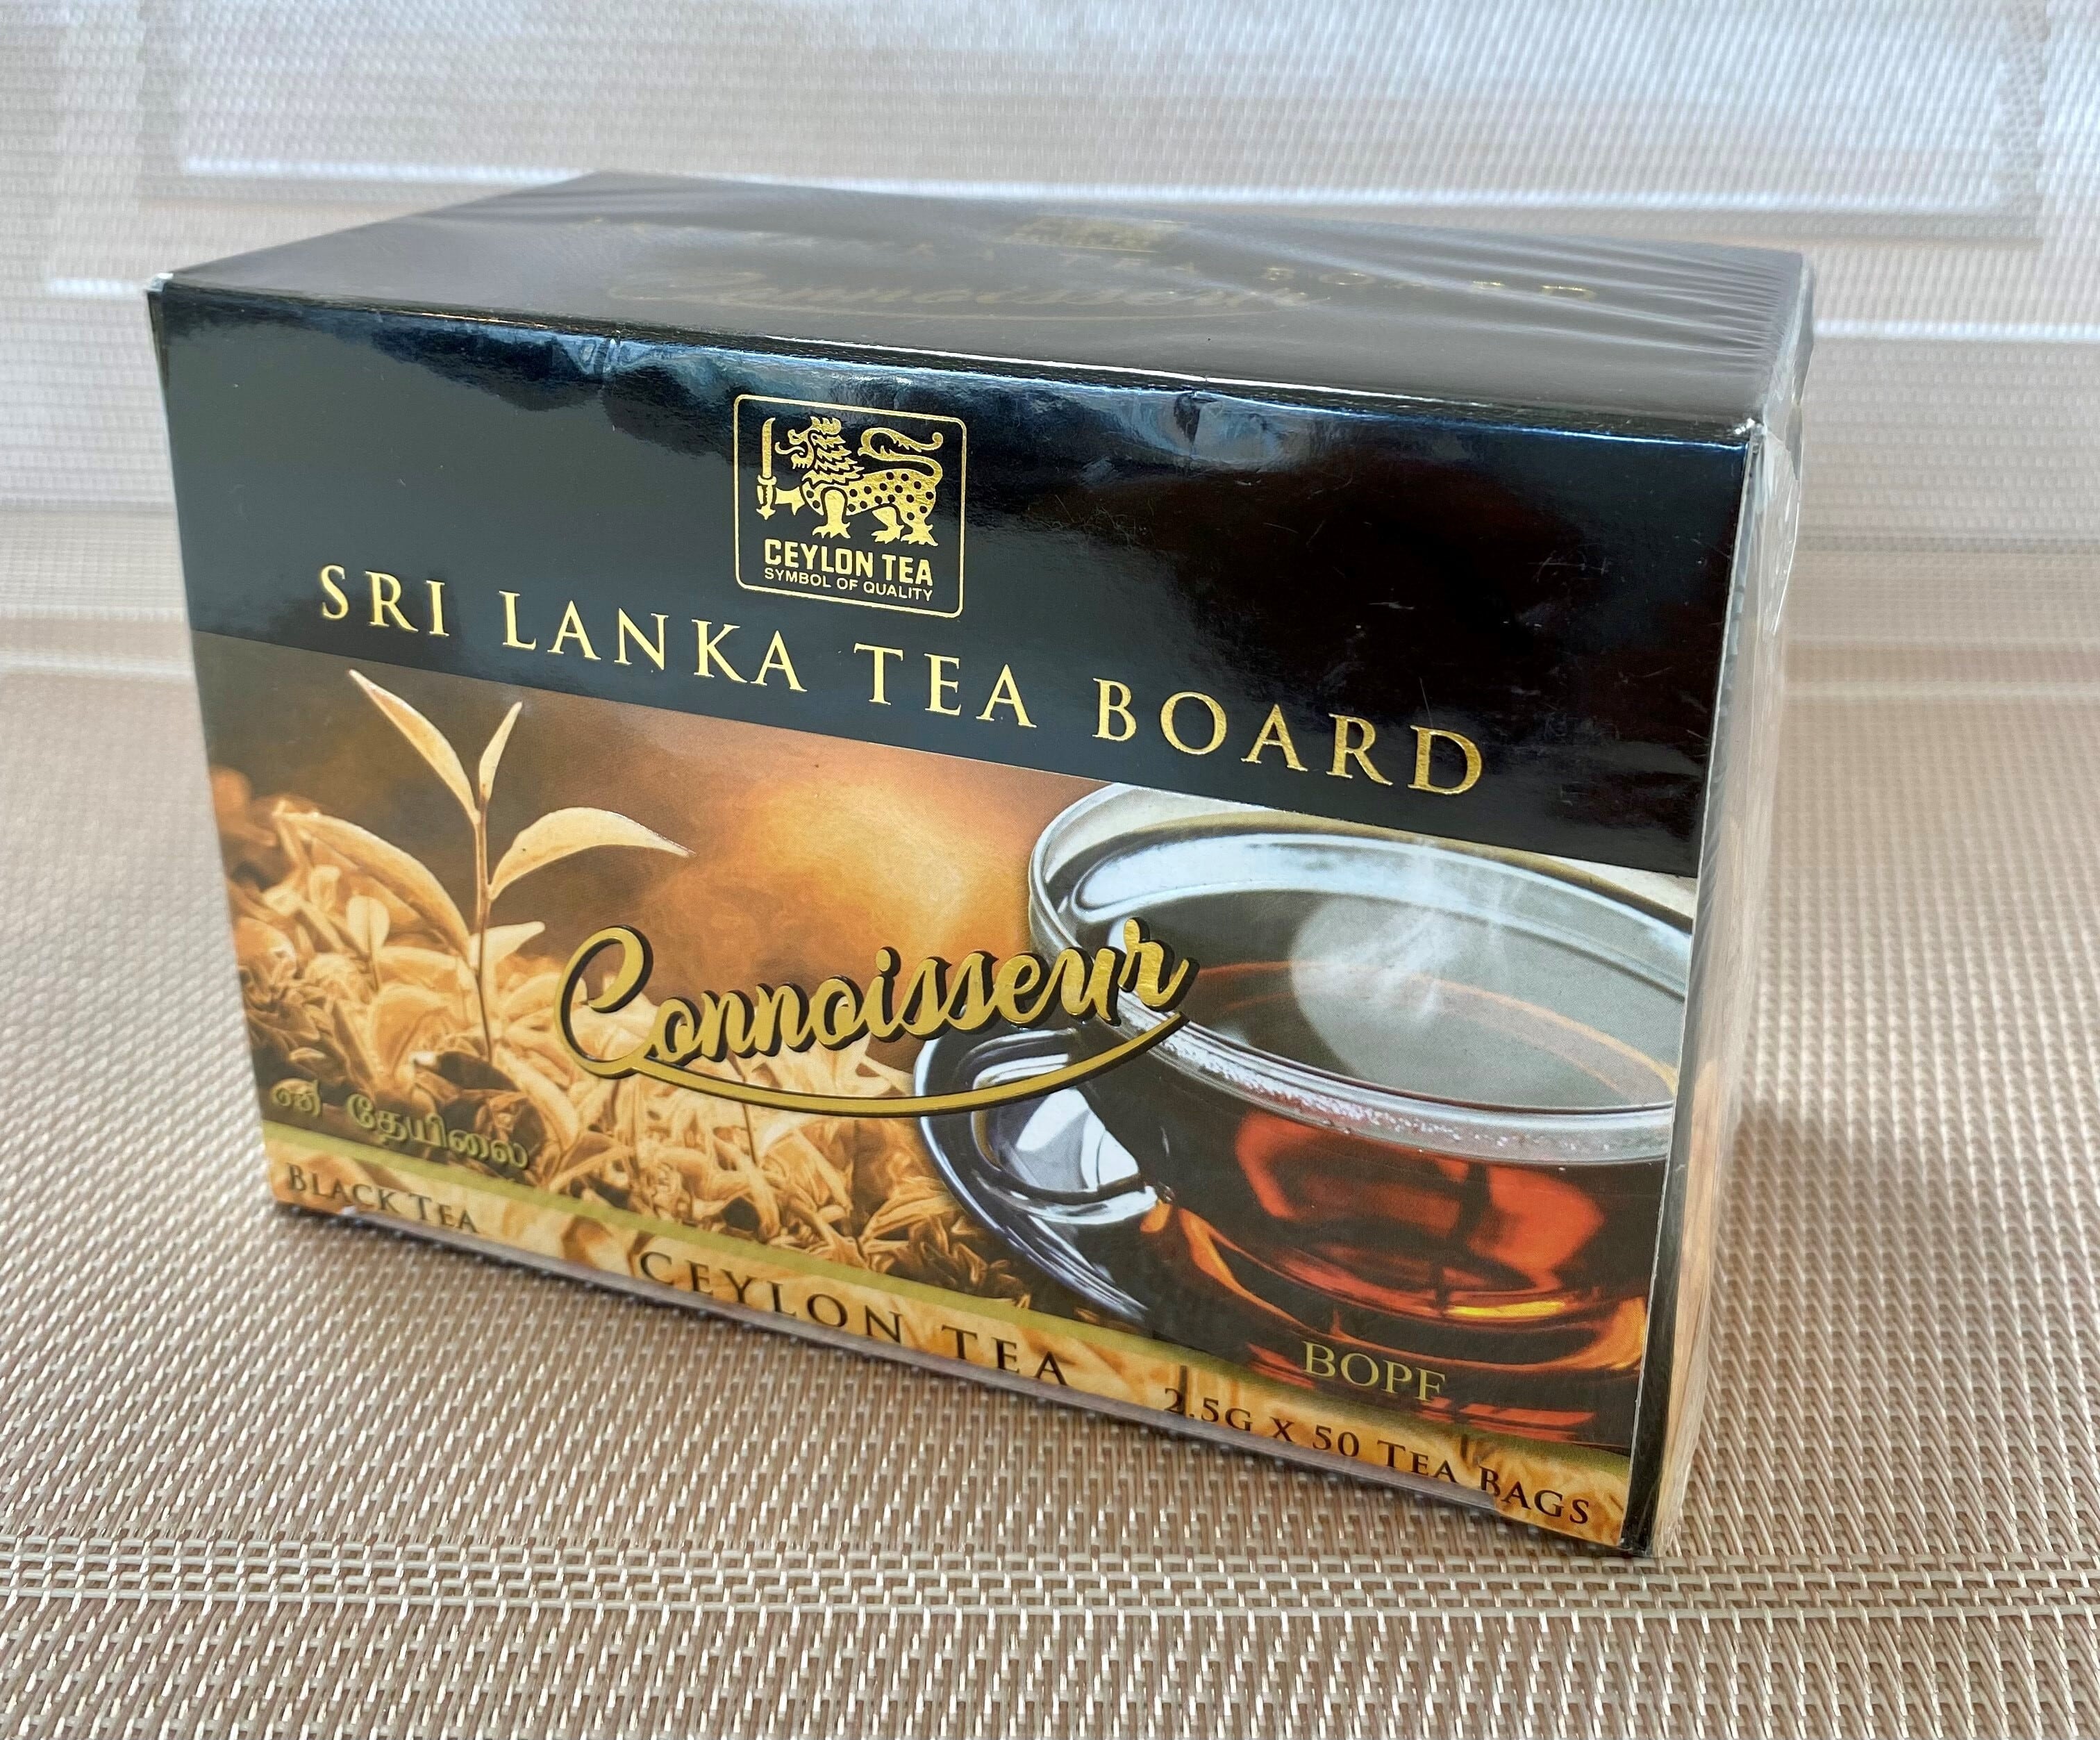 CEYLON TEA
SYMBOL OF QUALITY
SRI LANKA TEA BOARD
Connoisseur
தேயிலை
BLACK TEA
CEYLON TEA
BOPF
2.5G X 50 TEA BAGS